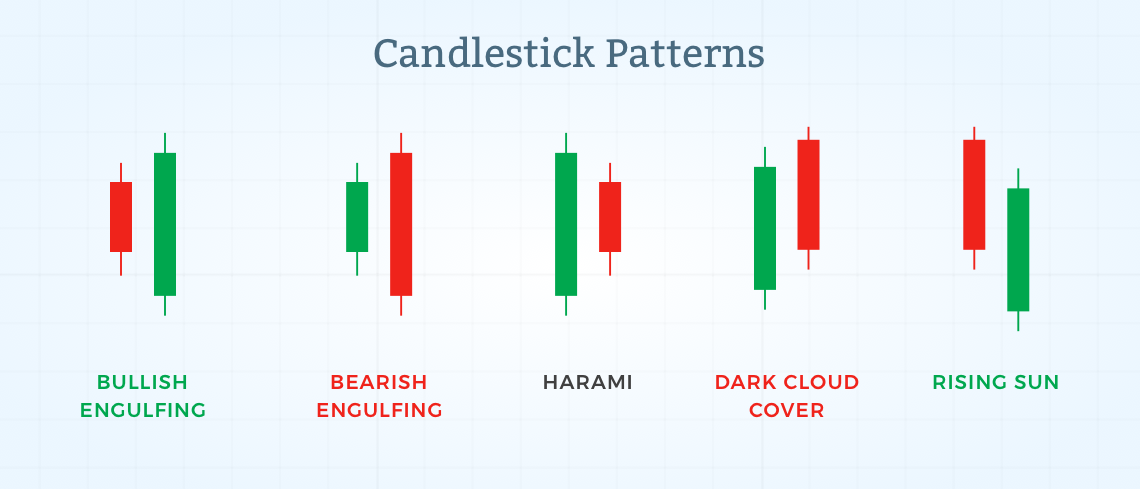 Candlestick Patterns
BULLISH
ENGULFING
BEARISH
ENGULFING
HARAMI
DARK CLOUD
COVER
RISING SUN